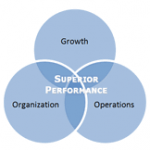 Growth
SUPERIOR
PERFORMANCE
Organization
Operations